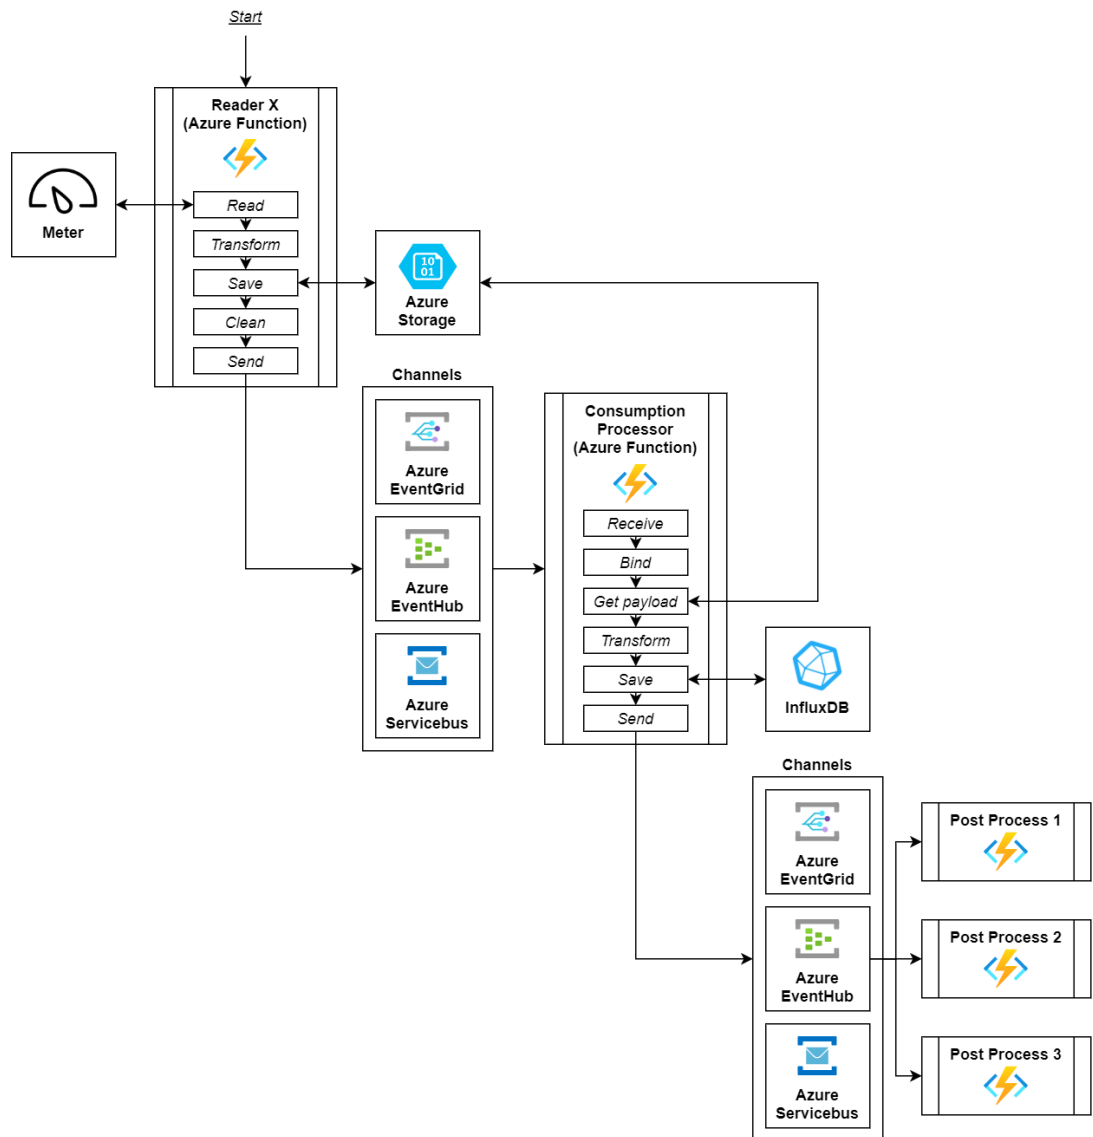 Start
Reader X
(Azure Function)
Meter
Read
Transform
Save
Clean
Send
10
01
Azure
Storage
Channels
Azure
EventGrid
Azure
EventHub
Azure
Servicebus
Consumption
Processor
(Azure Function)
Receive
Bind
Get payload
Transform
Save
Send
InfluxDB
Channels
Azure
EventGrid
Azure
EventHub
Azure
Servicebus
Post Process 1
Post Process 2
Post Process 3